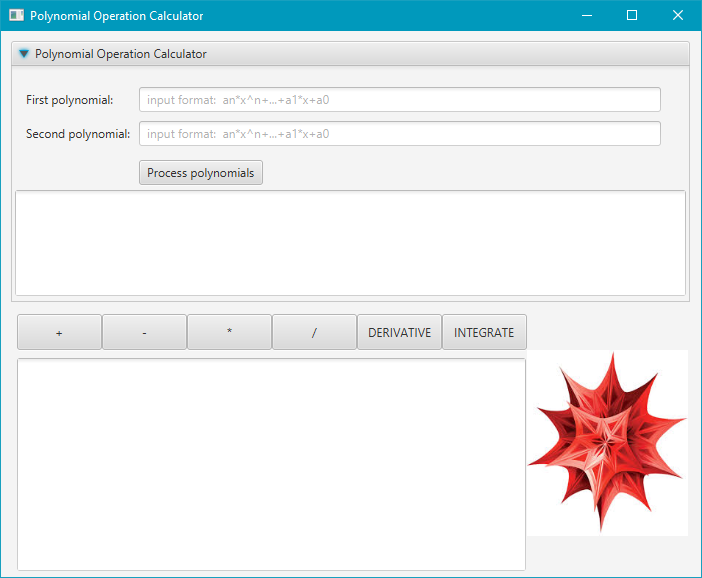 Polynomial Operation Calculator
Polynomial Operation Calculator
First polynomial: input format:  an*x^n+...+a1*x+a0
Second polynomial: input format:  an*x^n+...+a1*x+a0
Process polynomials
+ - * / DERIVATIVE INTEGRATE